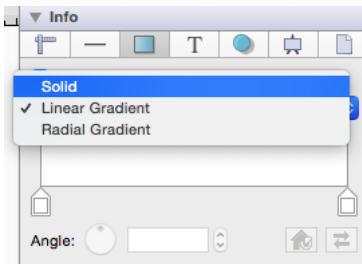 Info
T
Solid
✓ Linear Gradient
Radial Gradient
Angle: